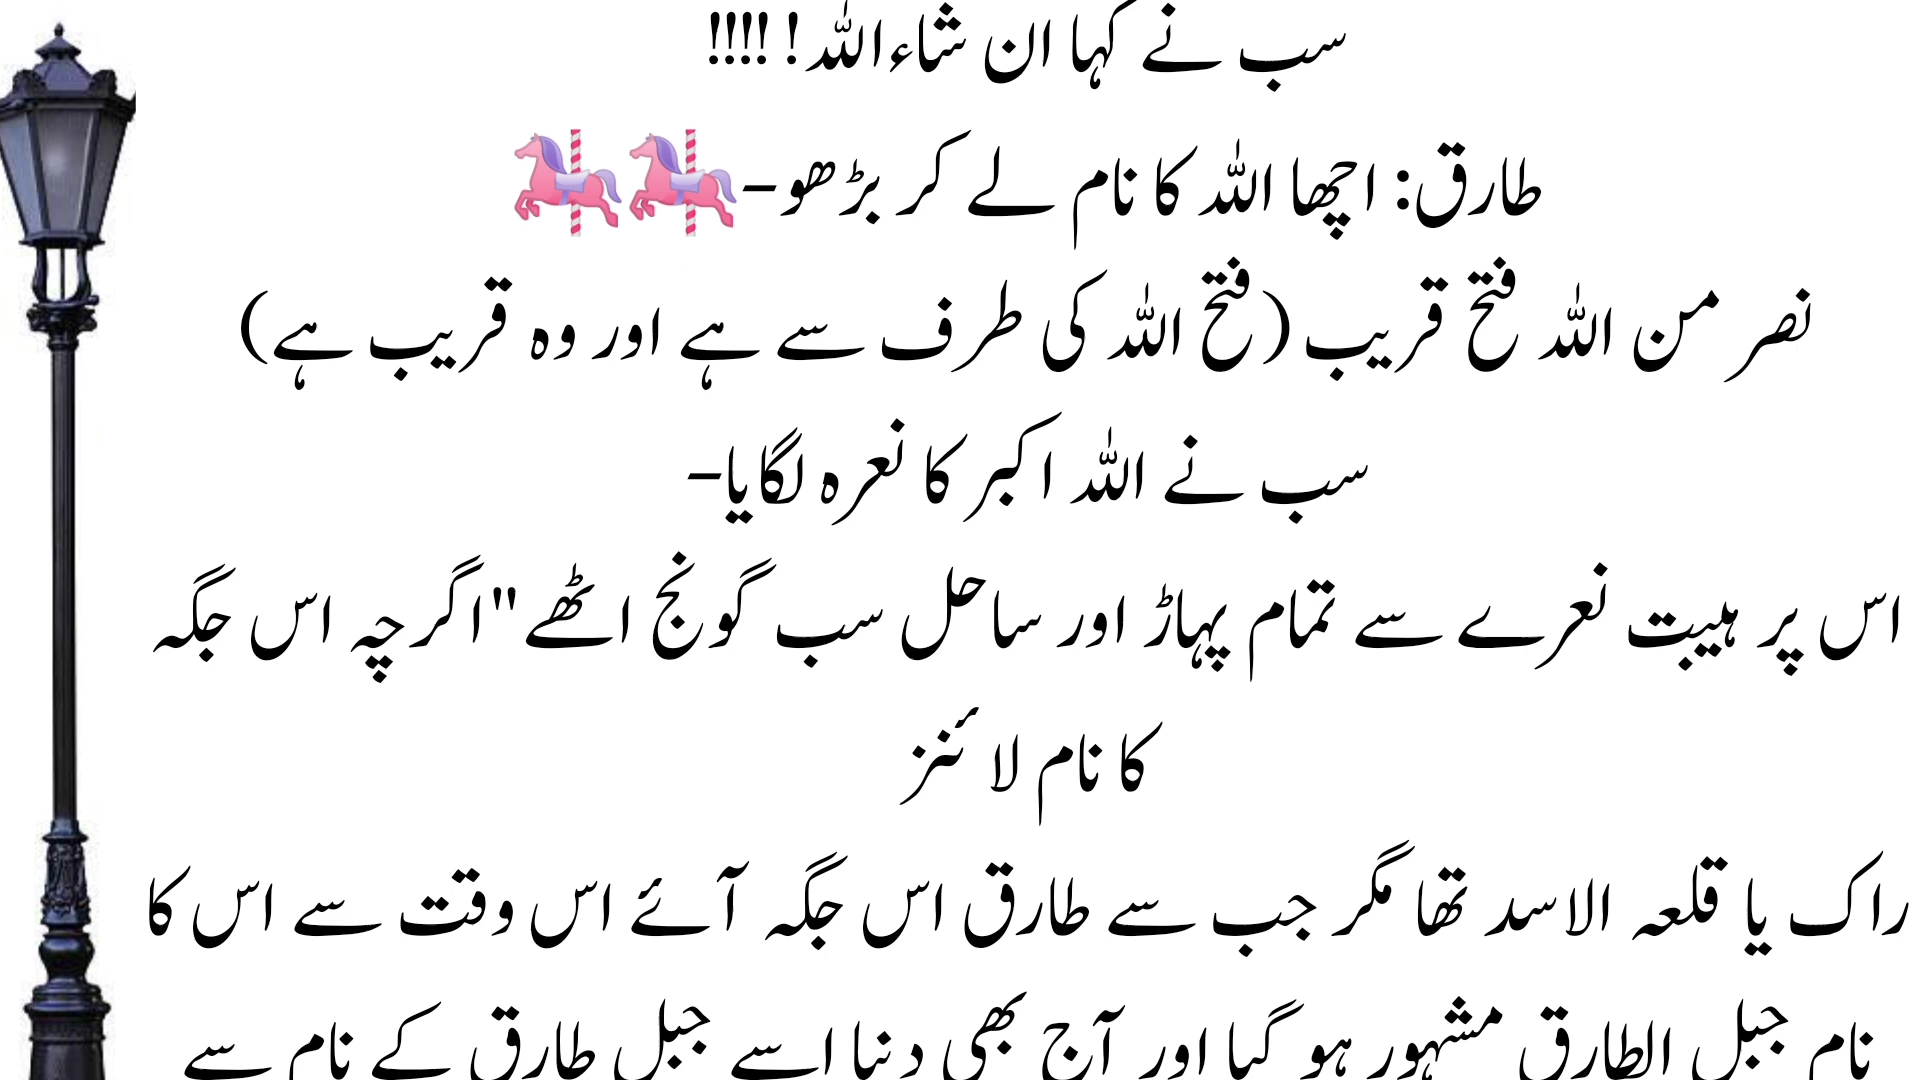 سب نے کہا ان شاءاللہ! !!!!
طارق: اچھا اللہ کا نام لے کر بڑھو-🎠🎠
نصر من اللہ فتح قریب (فتح اللہ کی طرف سے ہے اور وہ قریب ہے)
سب نے اللہ اکبر کا نعرہ لگایا-
اس پر ہیبت نعرے سے تمام پہاڑ اور ساحل سب گونج اٹھے "اگرچہ اس جگہ
کا نام لائنز
راک یا قلعہ الاسد تھا مگر جب سے طارق اس جگہ آئے اس وقت سے اس کا
نام جبل الطارق مشہور ہو گیا اور آج بھی دنیا اسے جبل طارق کے نام سے